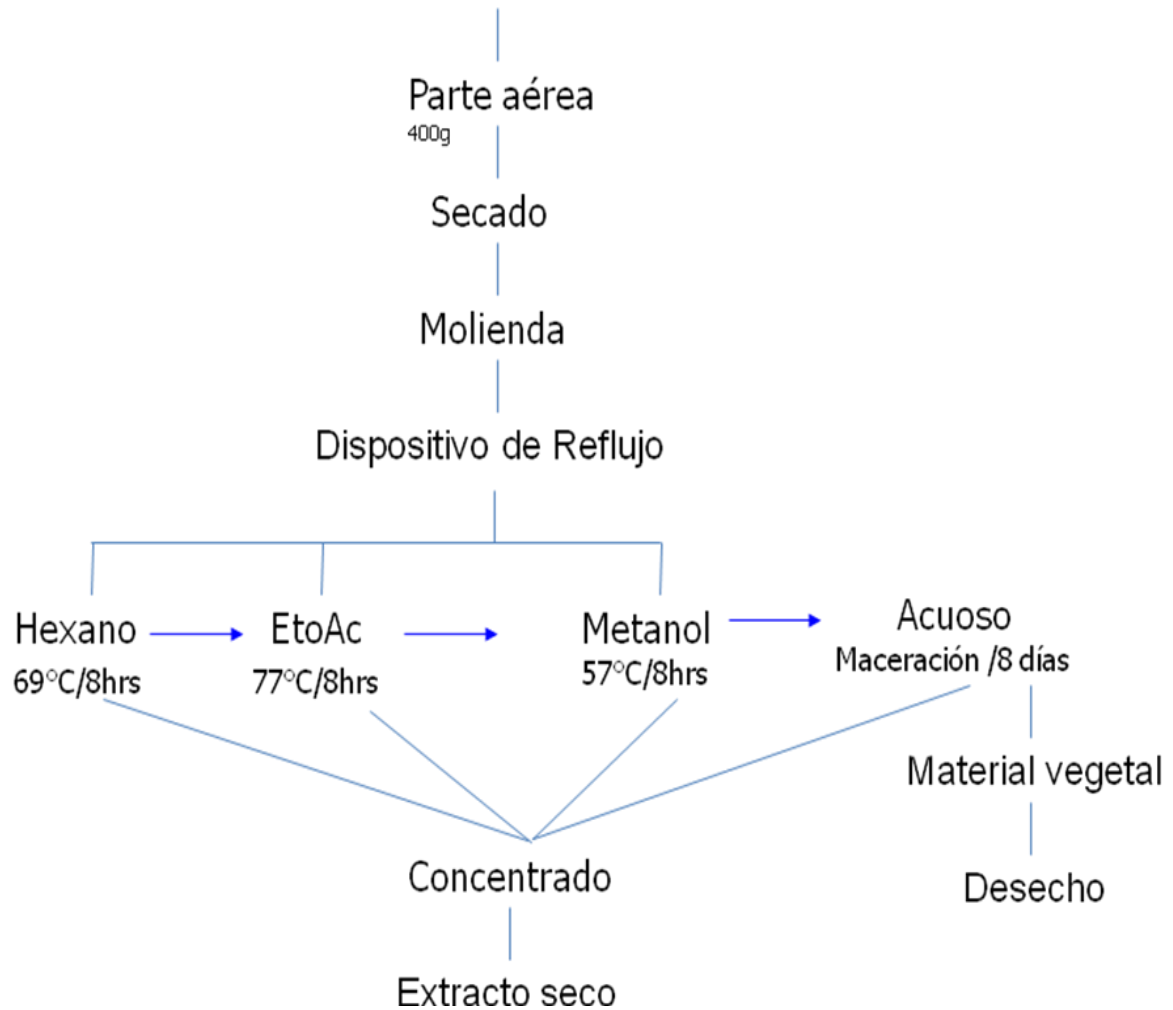 Parte aérea
400g
Secado
Molienda
Dispositivo de Reflujo
Hexano
69°C/8hrs
EtoAc
77°C/8hrs
Metanol
57°C/8hrs
Acuoso
Maceración /8 días
Material vegetal
Desecho
Concentrado
Extracto seco